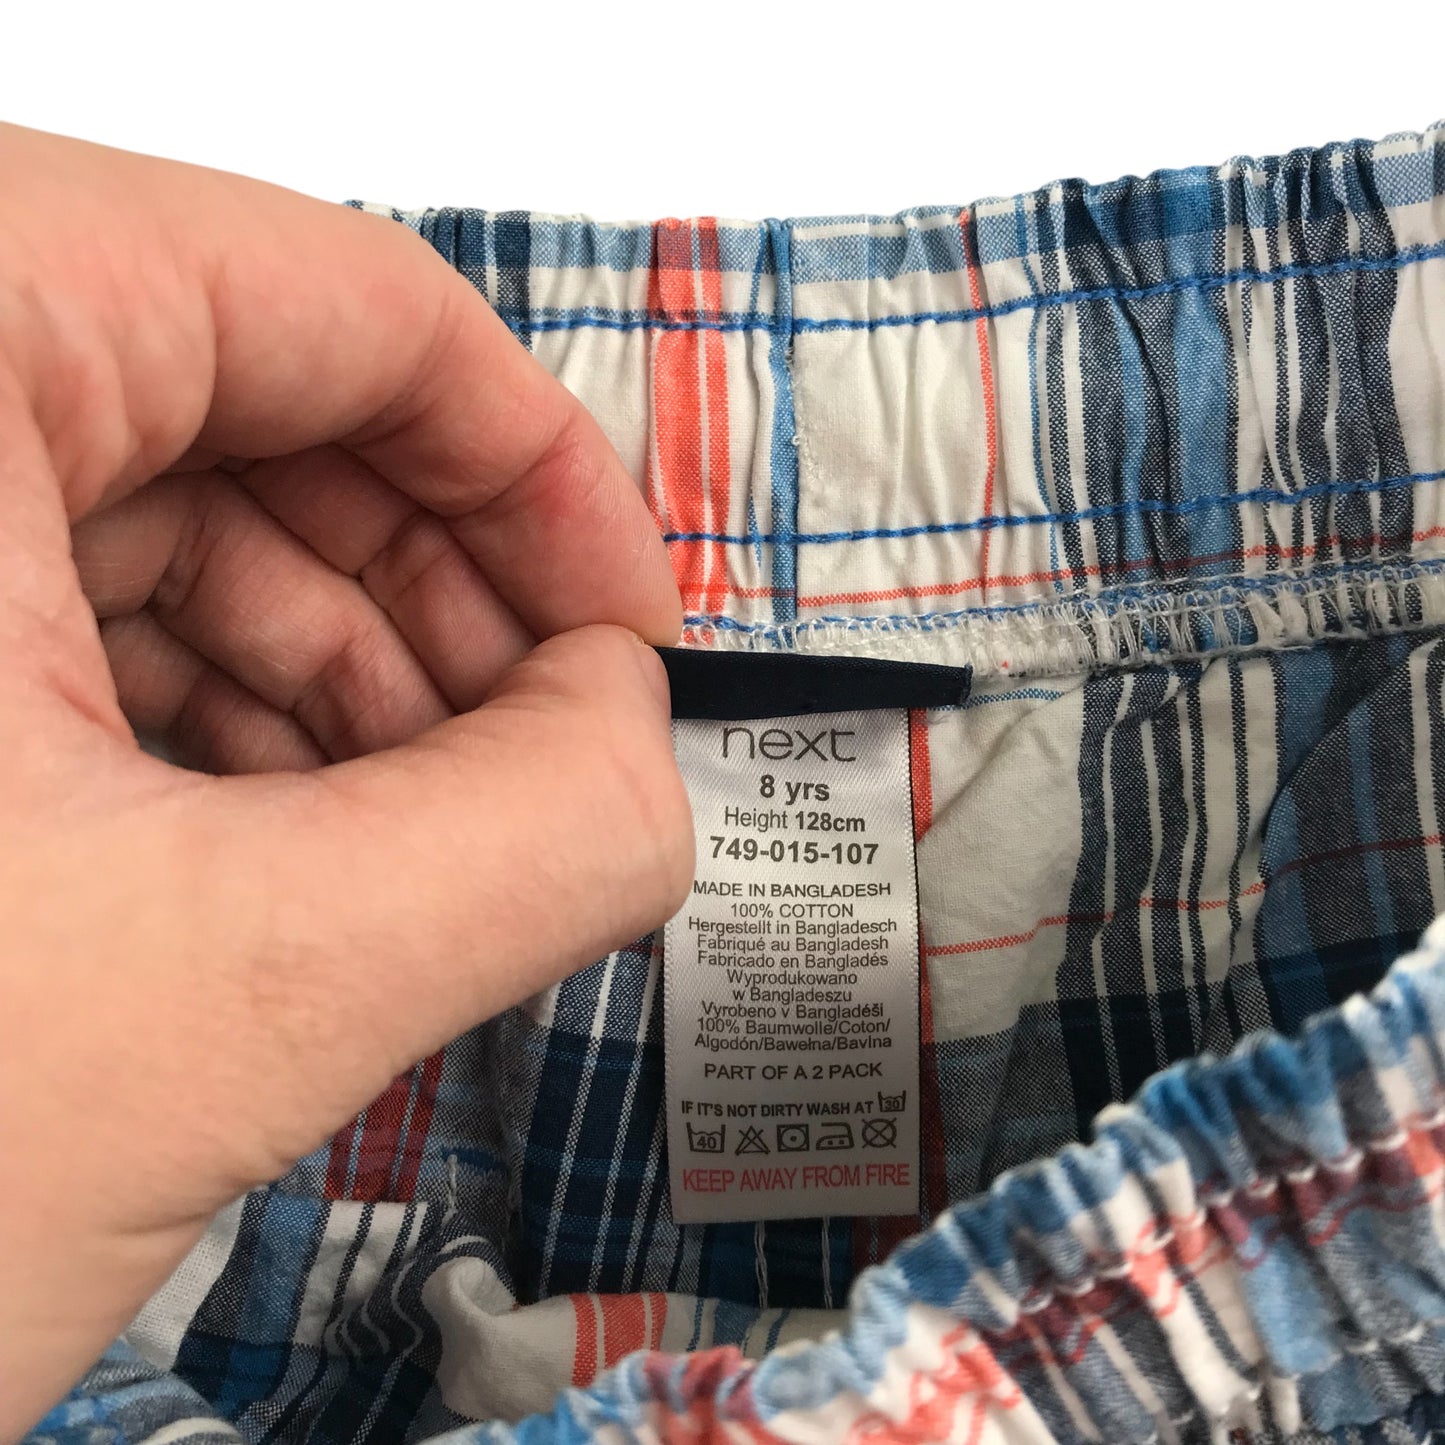 next
8 yrs
Height 128cm
749-015-107
MADE IN BANGLADESH
100% COTTON
Hergestellt in Bangladesch
Fabriqué au Bangladesh
Fabricado en Bangladés
Wyprodukowano
w Bangladeszu
Vyrobeno v Bangladéši
100% Baumwolle/Coton/
Algodón/Bawełna/Bavlna
PART OF A 2 PACK
IF IT'S NOT DIRTY WASH AT 30
40
KEEP AWAY FROM FIRE